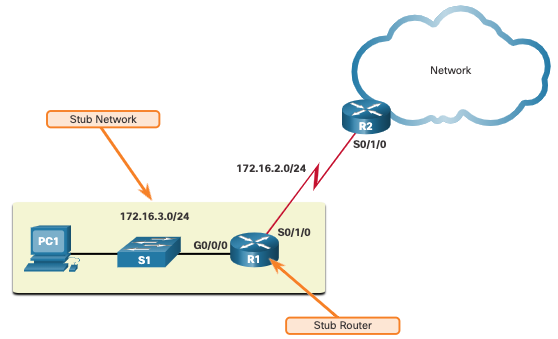 Network
Stub Network
R2
S0/1/0
172.16.2.0/24
172.16.3.0/24
S0/1/0
PC1
G0/0/0
S1
R1
Stub Router